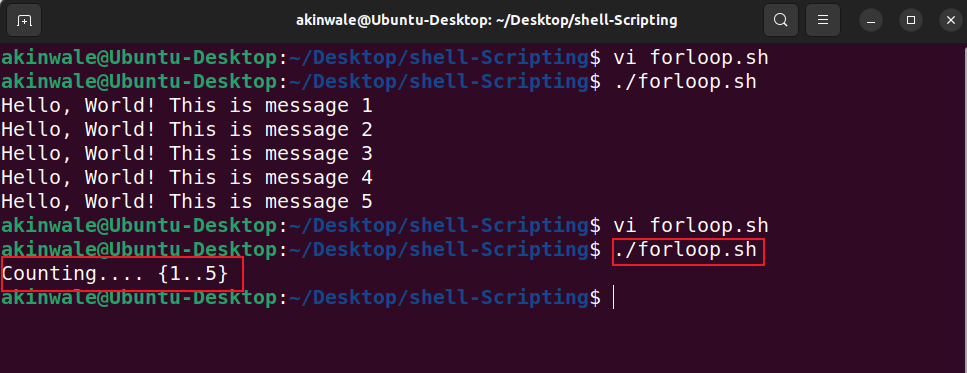 akinwale@Ubuntu-Desktop: ~/Desktop/shell-Scripting
akinwale@Ubuntu-Desktop:~/Desktop/shell-Scripting$ vi forloop.sh
akinwale@Ubuntu-Desktop:~/Desktop/shell-Scripting$ ./forloop.sh
Hello, World! This is message 1
Hello, World! This is message 2
Hello, World! This is message 3
Hello, World! This is message 4
Hello, World! This is message 5
akinwale@Ubuntu-Desktop:~/Desktop/shell-Scripting$ vi forloop.sh
akinwale@Ubuntu-Desktop:~/Desktop/shell-Scripting$ ./forloop.sh
Counting.... {1..5}
akinwale@Ubuntu-Desktop:~/Desktop/shell-Scripting$